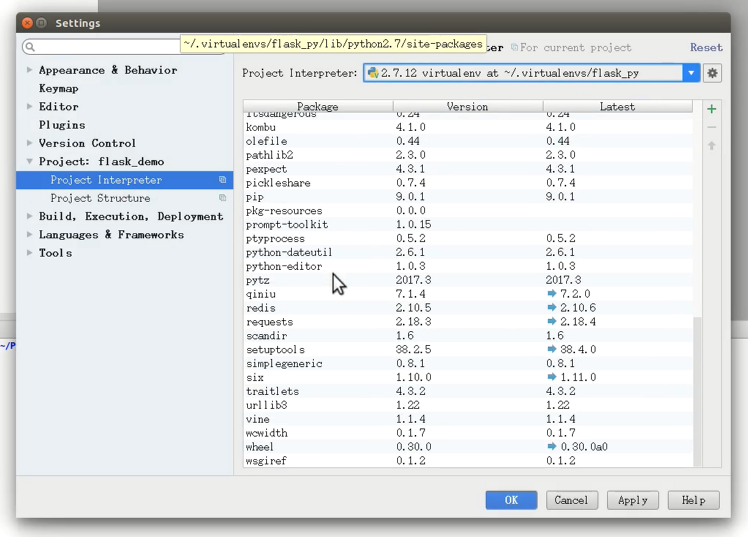 Settings
~/.virtualenvs/flask_py/lib/python2.7/site-packages
For current project
Reset
Appearance & Behavior
Keymap
Editor
Plugins
Version Control
Project: flask_demo
Project Interpreter
Project Structure
Build, Execution, Deployment
Languages & Frameworks
Tools
Project Interpreter: 2.7.12 virtualenv at ~/.virtualenvs/flask_py
Package Version Latest
itsdangerous 0.24 0.24
kombu 4.1.0 4.1.0
olefile 0.44 0.44
pathlib2 2.3.0 2.3.0
pexpect 4.3.1 4.3.1
pickleshare 0.7.4 0.7.4
pip 9.0.1 9.0.1
pkg-resources 0.0.0
prompt-toolkit 1.0.15
ptyprocess 0.5.2 0.5.2
python-dateutil 2.6.1 2.6.1
python-editor 1.0.3 1.0.3
pytz 2017.3 2017.3
qiniu 7.1.4 7.2.0
redis 2.10.5 2.10.6
requests 2.18.3 2.18.4
scandir 1.6 1.6
setuptools 38.2.5 38.4.0
simplegeneric 0.8.1 0.8.1
six 1.10.0 1.11.0
traitlets 4.3.2 4.3.2
urllib3 1.22 1.22
vine 1.1.4 1.1.4
wcwidth 0.1.7 0.1.7
wheel 0.30.0 0.30.0a0
wsgiref 0.1.2 0.1.2
OK Cancel Apply Help